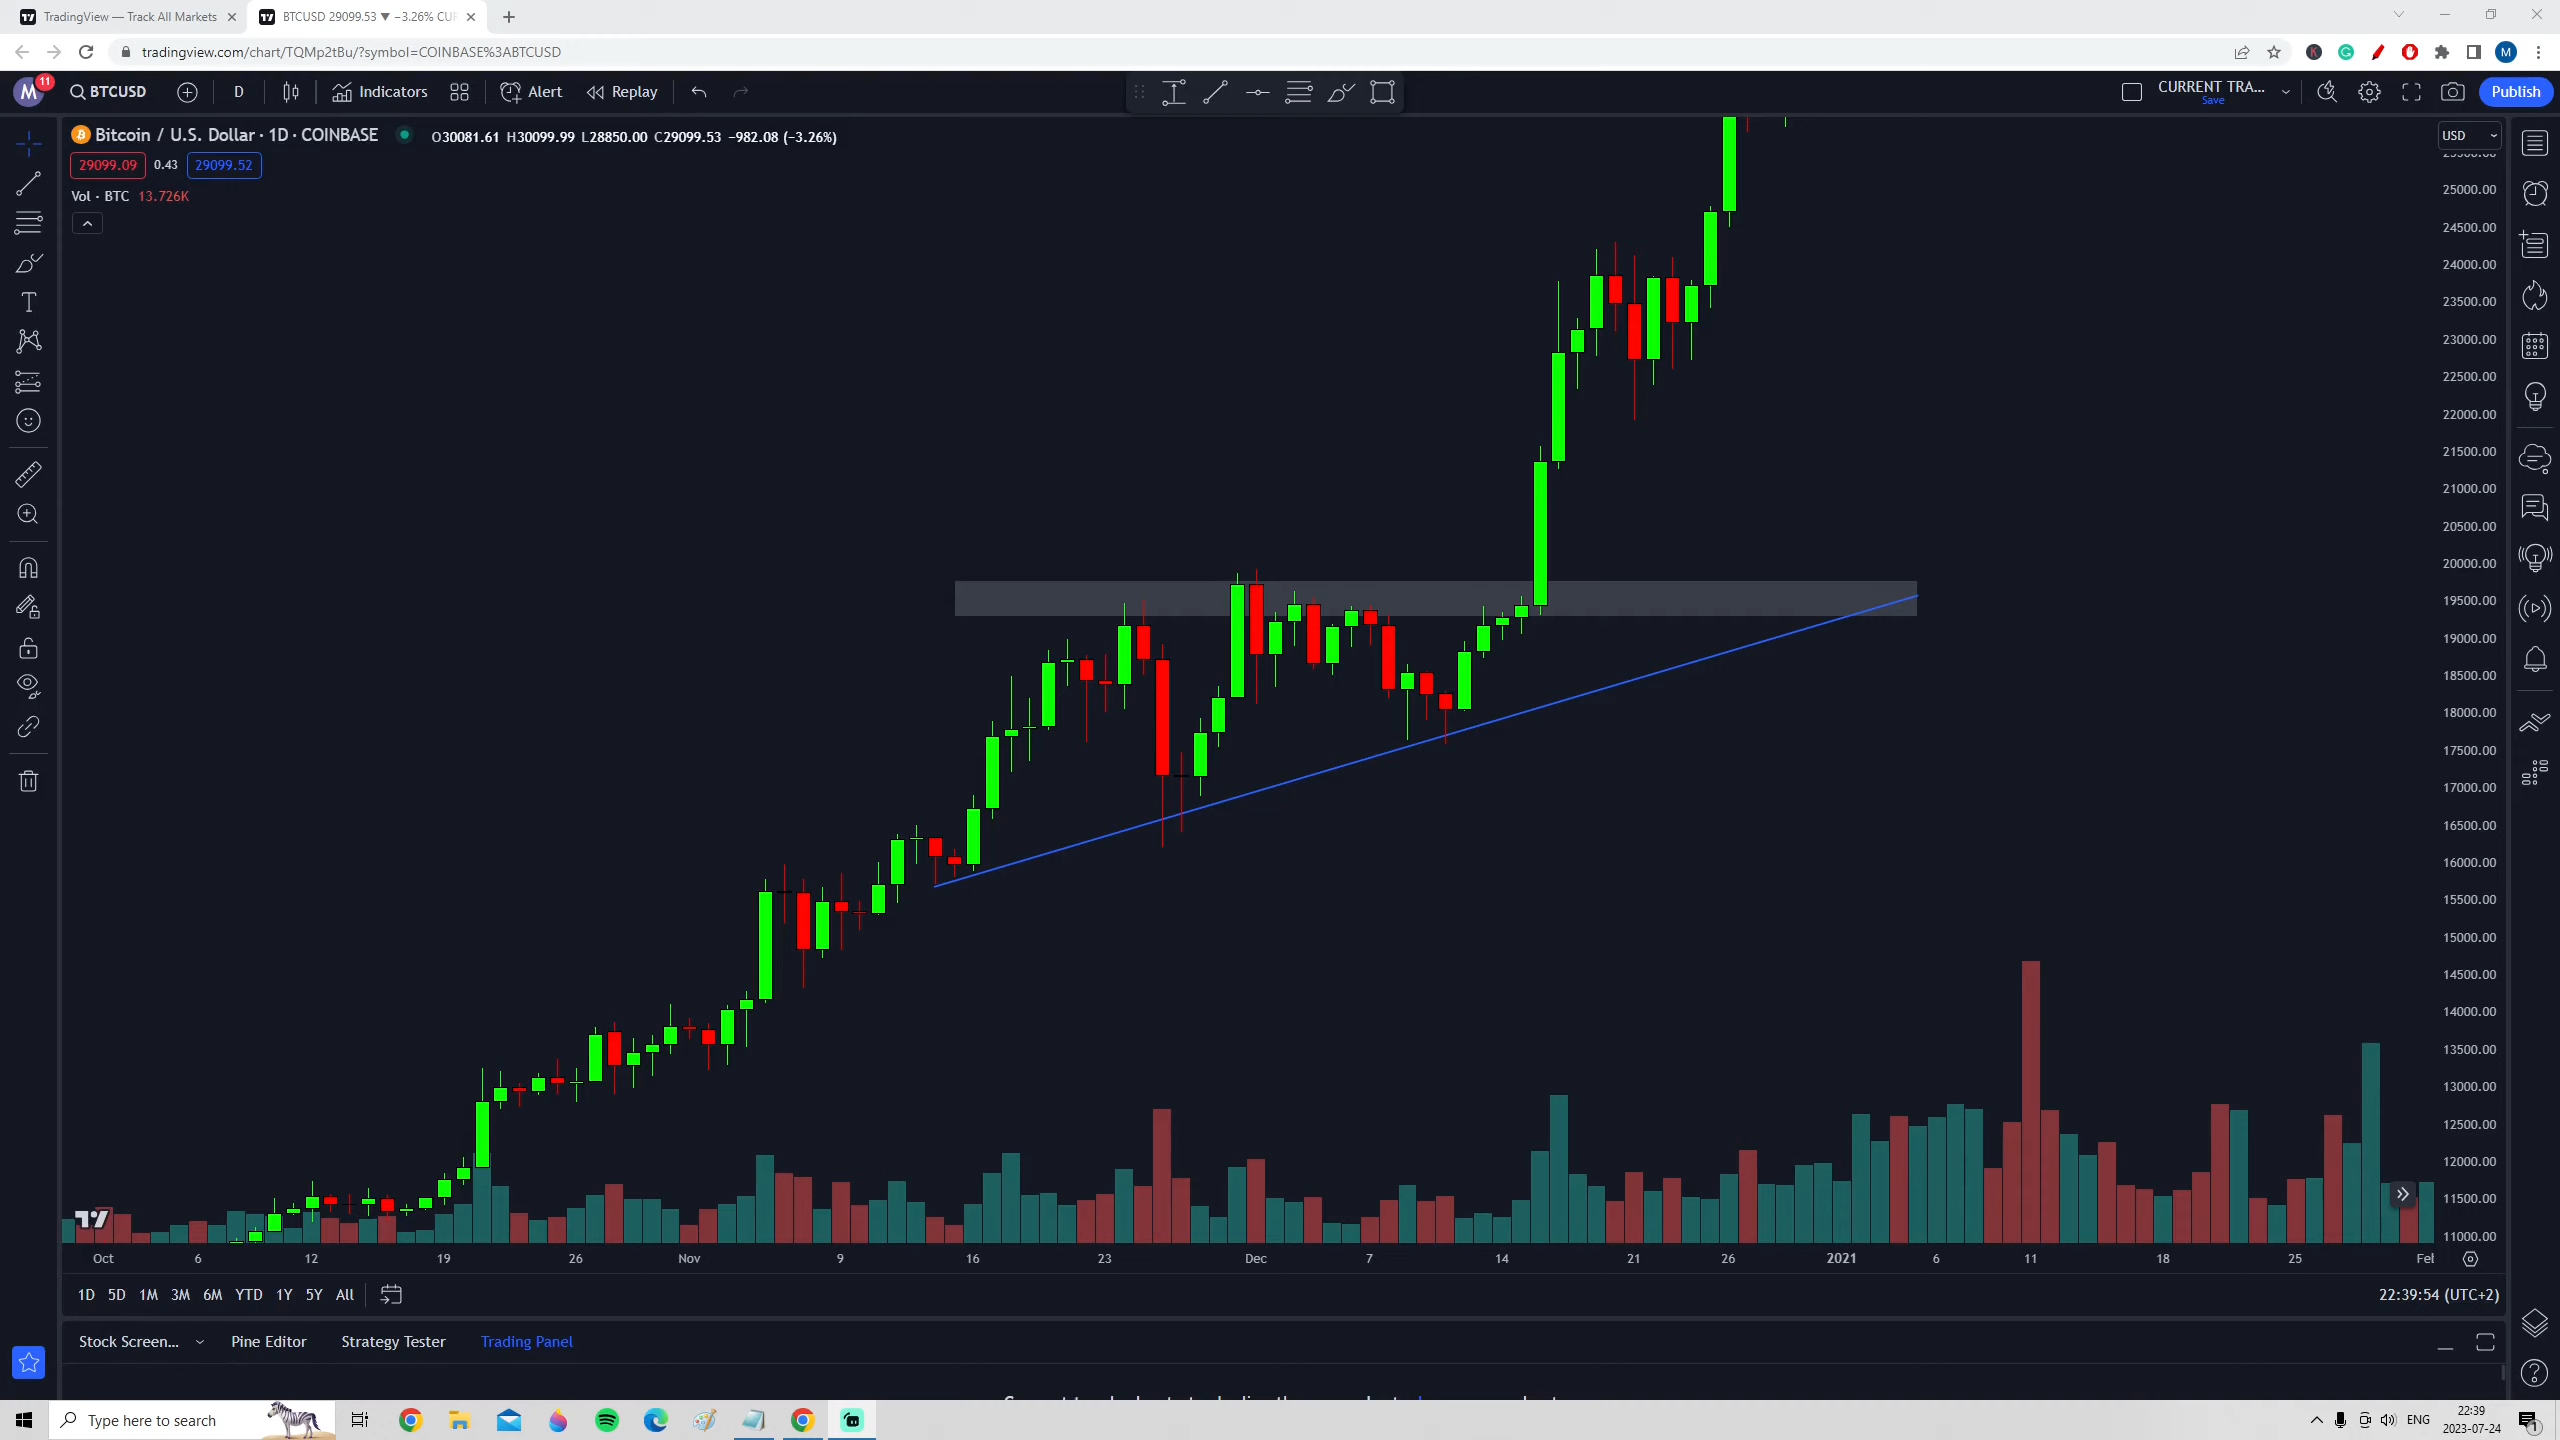 TradingView — Track All Markets
BTCUSD 29099.53 ▼ −3.26% CUR
tradingview.com/chart/TQMp2tBu/?symbol=COINBASE%3ABTCUSD
M
M 11
BTCUSD
D
Indicators
Alert
Replay
CURRENT TRA...
Save
Publish
Bitcoin / U.S. Dollar · 1D · COINBASE
O30081.61 H30099.99 L28850.00 C29099.53 −982.08 (−3.26%)
USD
29099.09 0.43 29099.52
Vol · BTC 13.726K
25000.00
24500.00
24000.00
23500.00
23000.00
22500.00
22000.00
21500.00
21000.00
20500.00
20000.00
19500.00
19000.00
18500.00
18000.00
17500.00
17000.00
16500.00
16000.00
15500.00
15000.00
14500.00
14000.00
13500.00
13000.00
12500.00
12000.00
11500.00
11000.00
Oct 6 12 19 26 Nov 9 16 23 Dec 7 14 21 26 2021 6 11 18 25 Feb
1D 5D 1M 3M 6M YTD 1Y 5Y All
22:39:54 (UTC+2)
Stock Screen... Pine Editor Strategy Tester Trading Panel
Type here to search
ENG
22:39
2023-07-24
1